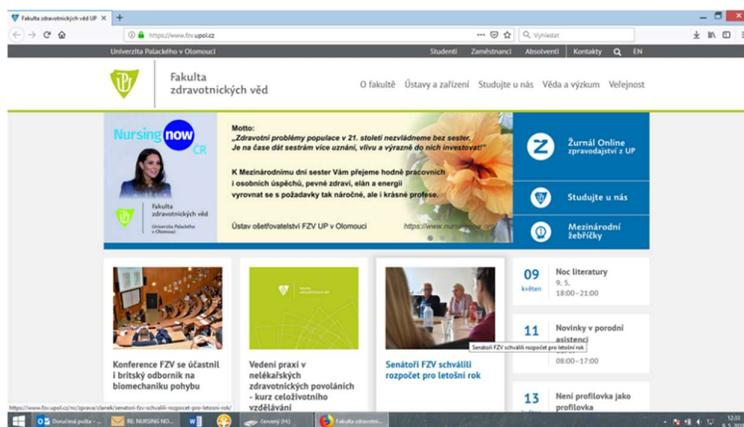 Fakulta zdravotnických věd UP
https://www.fzv.upol.cz
Vyhledat
Univerzita Palackého v Olomouci
Studenti Zaměstnanci Absolventi Kontakty EN
Fakulta
zdravotnických věd
O fakultě Ústavy a zařízení Studujte u nás Věda a výzkum Veřejnost
Nursing now
ČR
Fakulta
zdravotnických věd
Univerzita Palackého
v Olomouci
Motto:
„Zdravotní problémy populace v 21. století nezvládneme bez sester.
Je na čase dát sestrám více uznání, vlivu a výrazně do nich investovat!"
K Mezinárodnímu dni sester Vám přejeme hodně pracovních
i osobních úspěchů, pevné zdraví, elán a energii
vyrovnat se s požadavky tak náročné, ale i krásné profese.
Ústav ošetřovatelství FZV UP v Olomouci
Žurnál Online
zpravodajství z UP
Studujte u nás
Mezinárodní
žebříčky
Konference FZV se účastnil
i britský odborník na
biomechaniku pohybu
Vedení praxí v
nelékařských
zdravotnických povoláních
- kurz celoživotního
vzdělávání
Senátoři FZV schválili
rozpočet pro letošní rok
Senátoři FZV schválili rozpočet pro letošní rok
09
květen
Noc literatury
9. 5.
18:00–21:00
11
Novinky v porodní
asistenci
08:00–17:00
13
Není profilovka jako
profilovka
https://www.fzv.upol.cz/nc/zprava/clanek/senatori-fzv-schvalili-rozpocet-pro-letosni-rok/
Doručená pošta - ...
RE: NURSING NO...
červený (H)
Fakulta zdravotni...
12:33